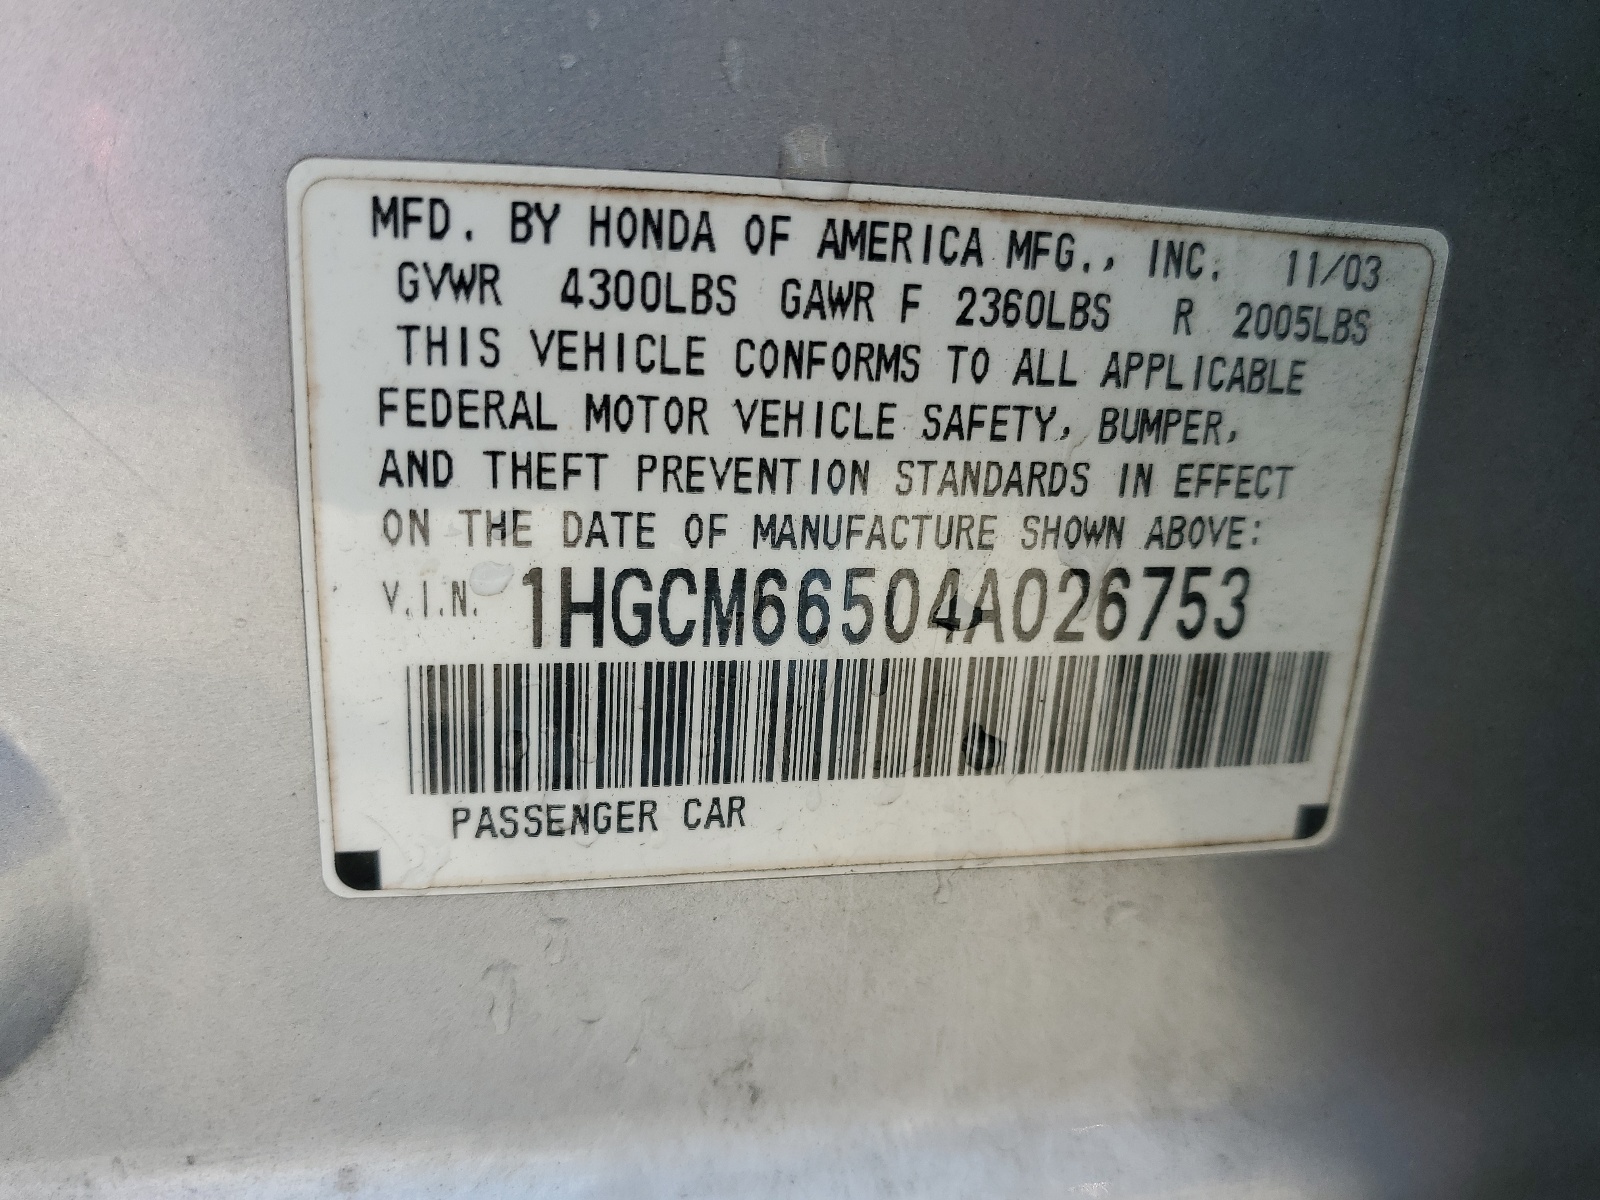 MFD. BY HONDA OF AMERICA MFG., INC. 11/03
GVWR 4300LBS GAWR F 2360LBS R 2005LBS
THIS VEHICLE CONFORMS TO ALL APPLICABLE
FEDERAL MOTOR VEHICLE SAFETY, BUMPER,
AND THEFT PREVENTION STANDARDS IN EFFECT
ON THE DATE OF MANUFACTURE SHOWN ABOVE:
V.I.N. 1HGCM66504A026753
PASSENGER CAR